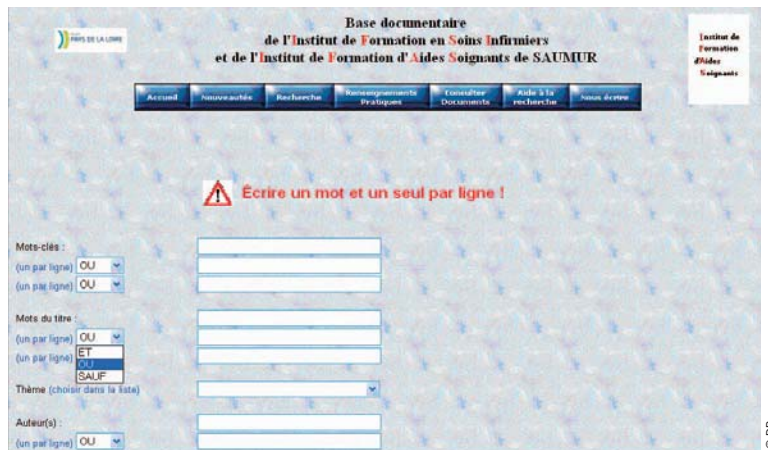 PAYS DE LA LOIRE
Base documentaire
de l'Institut de Formation en Soins Infirmiers
et de l'Institut de Formation d'Aides Soignants de SAUMUR
Institut de
Formation
d'Aides
Soignants
Accueil
Nouveautés
Recherche
Renseignements
Pratiques
Consulter
Documents
Aide à la
recherche
Nous écrire
Écrire un mot et un seul par ligne !
Mots-clés :
(un par ligne) OU
(un par ligne) OU
Mots du titre :
(un par ligne) OU
(un par ligne) ET
OU
SAUF
Thème (choisir dans la liste)
Auteur(s) :
(un par ligne) OU